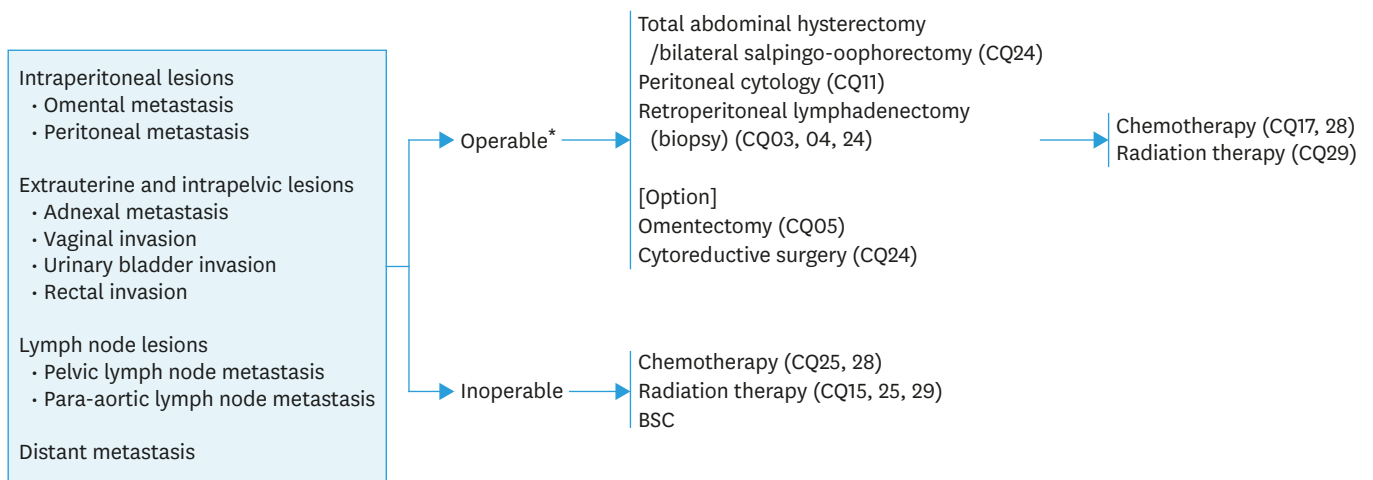 Intraperitoneal lesions
• Omental metastasis
• Peritoneal metastasis
Extrauterine and intrapelvic lesions
• Adnexal metastasis
• Vaginal invasion
• Urinary bladder invasion
• Rectal invasion
Lymph node lesions
• Pelvic lymph node metastasis
• Para-aortic lymph node metastasis
Distant metastasis
Operable*
Total abdominal hysterectomy
/bilateral salpingo-oophorectomy (CQ24)
Peritoneal cytology (CQ11)
Retroperitoneal lymphadenectomy
(biopsy) (CQ03, 04, 24)
[Option]
Omentectomy (CQ05)
Cytoreductive surgery (CQ24)
Chemotherapy (CQ17, 28)
Radiation therapy (CQ29)
Inoperable
Chemotherapy (CQ25, 28)
Radiation therapy (CQ15, 25, 29)
BSC